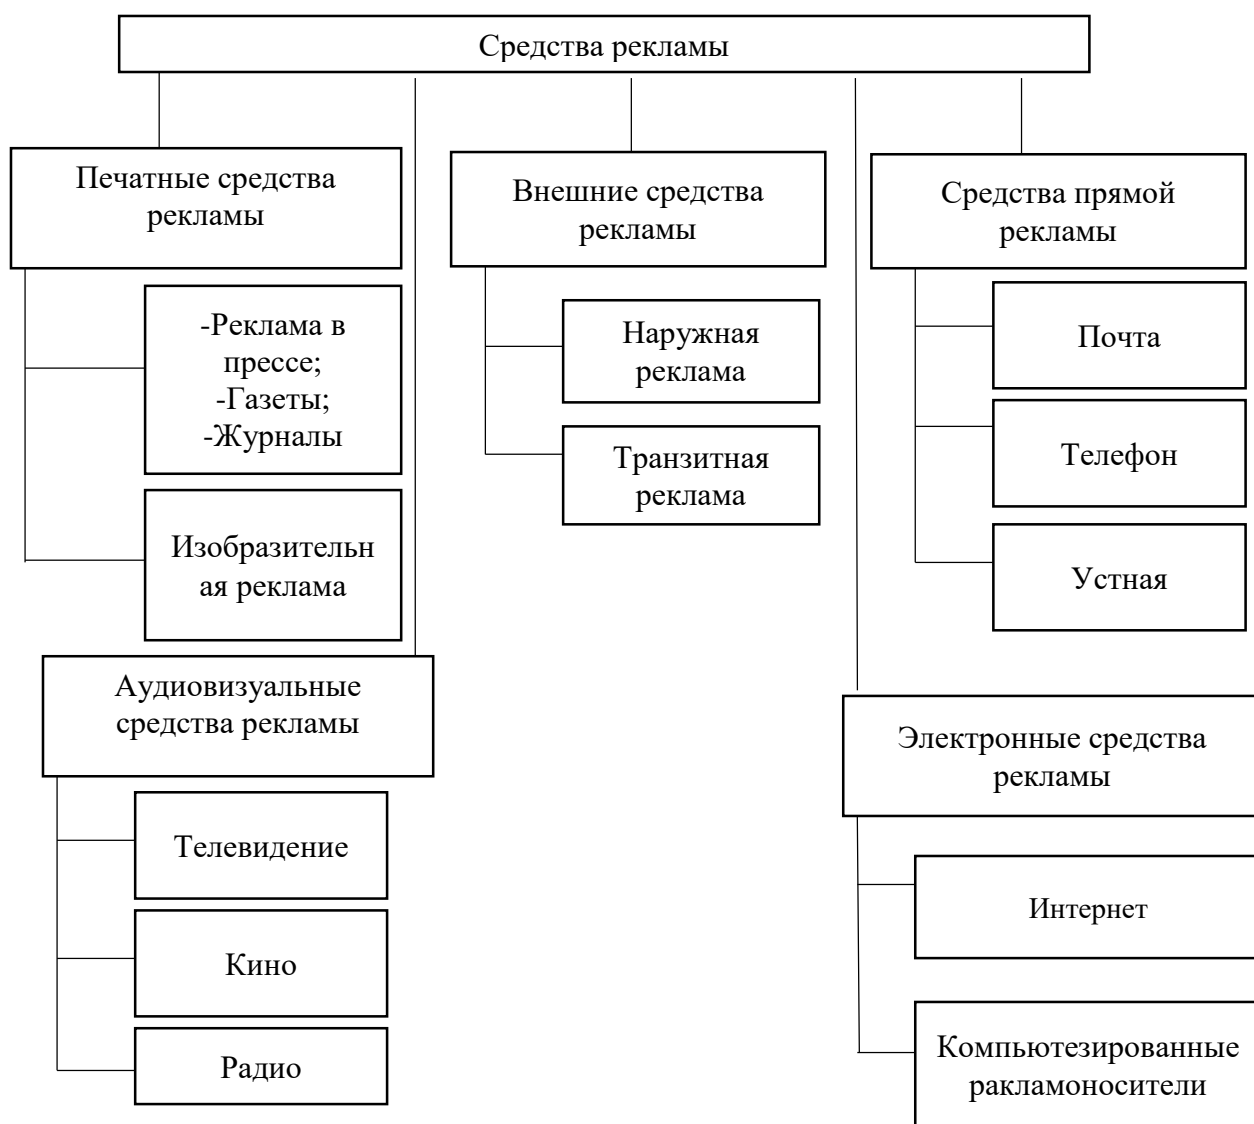 Средства рекламы
Печатные средства
рекламы
-Реклама в
прессе;
-Газеты;
-Журналы
Изобразительн
ая реклама
Аудиовизуальные
средства рекламы
Телевидение
Кино
Радио
Внешние средства
рекламы
Наружная
реклама
Транзитная
реклама
Средства прямой
рекламы
Почта
Телефон
Устная
Электронные средства
рекламы
Интернет
Компьютезированные
ракламоносители